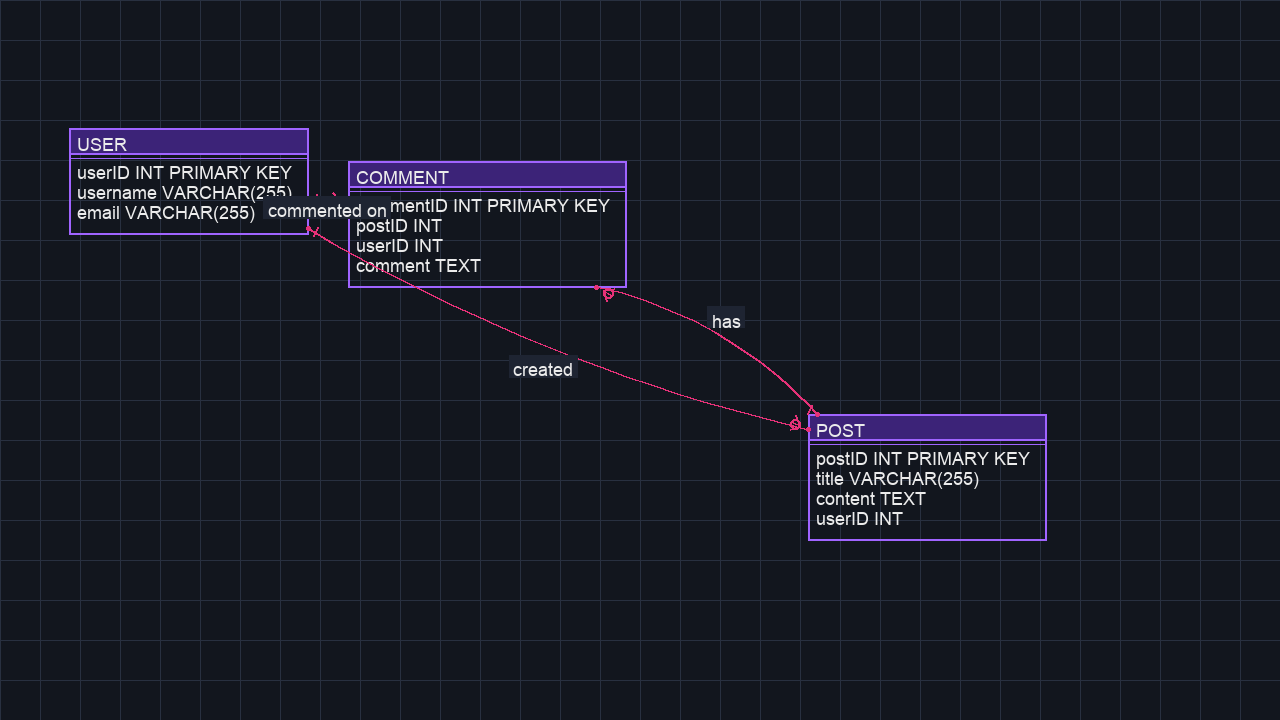 USER
userID INT PRIMARY KEY
username VARCHAR(255)
email VARCHAR(255)
commented on
COMMENT
mentID INT PRIMARY KEY
postID INT
userID INT
comment TEXT
has
created
POST
postID INT PRIMARY KEY
title VARCHAR(255)
content TEXT
userID INT